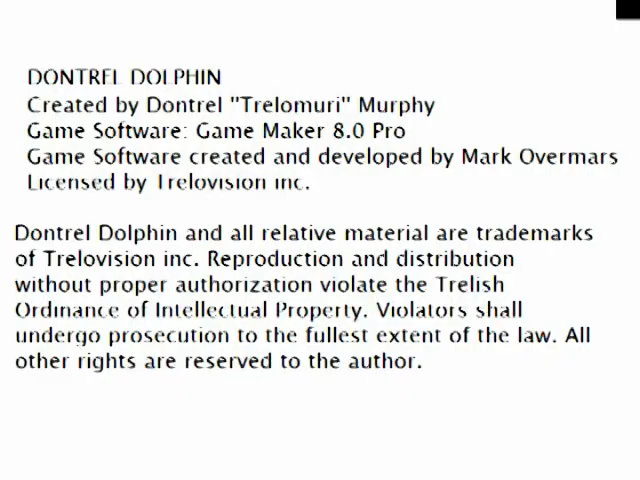 DONTREL DOLPHIN
Created by Dontrel "Trelomuri" Murphy
Game Software: Game Maker 8.0 Pro
Game Software created and developed by Mark Overmars
Licensed by Trelovision inc.
Dontrel Dolphin and all relative material are trademarks
of Trelovision inc. Reproduction and distribution
without proper authorization violate the Trelish
Ordinance of Intellectual Property. Violators shall
undergo prosecution to the fullest extent of the law. All
other rights are reserved to the author.